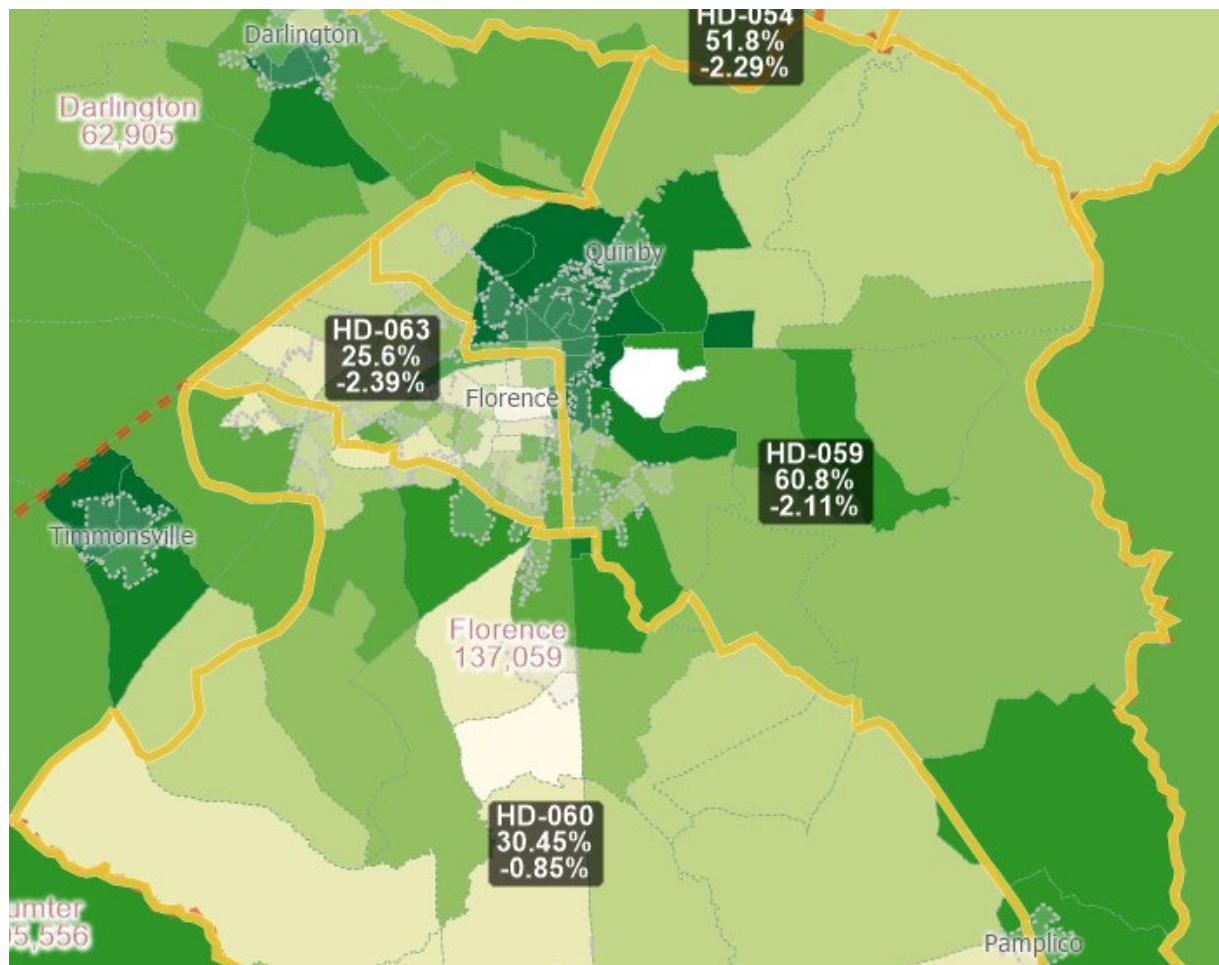 HD-054
51.8%
-2.29%
Darlington
Darlington
62,905
Quinby
HD-063
25.6%
-2.39%
Florence
HD-059
60.8%
-2.11%
Timmonsville
Florence
137,059
HD-060
30.45%
-0.85%
umter
5,556
Pamplico